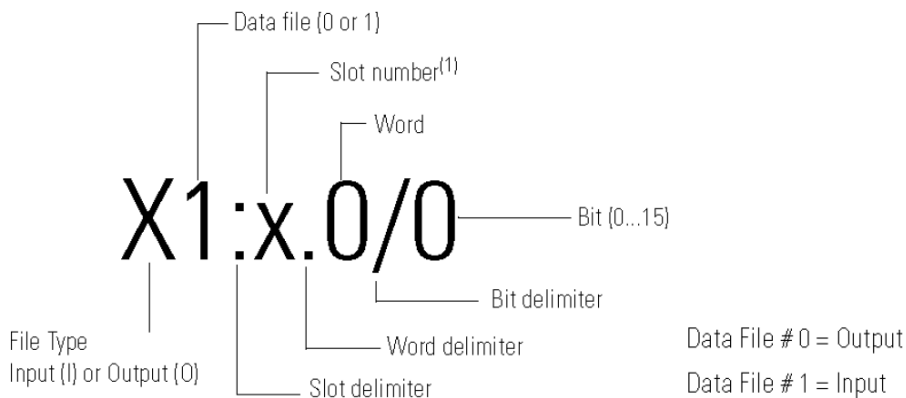 Data file (0 or 1)
Slot number(1)
Word
X1:x.0/0
Bit (0...15)
Bit delimiter
Word delimiter
Slot delimiter
File Type
Input (I) or Output (O)
Data File # 0 = Output
Data File # 1 = Input